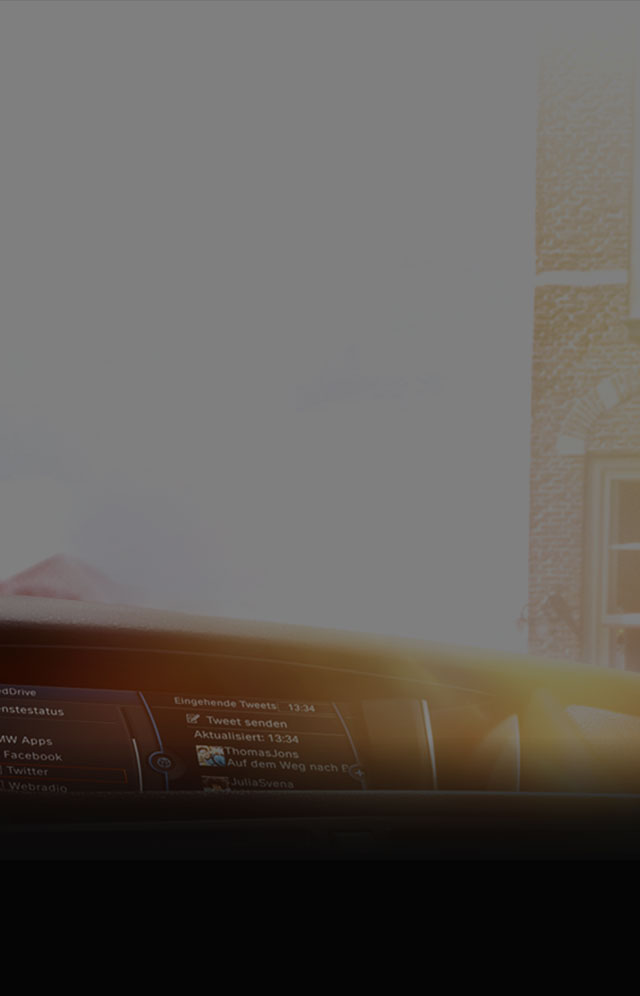 dDrive
enstestatus
MW Apps
Facebook
Twitter
Webradio
Eingehende Tweets 13:34
Tweet senden
Aktualisiert: 13:34
ThomasJons
Auf dem Weg nach E
JuliaSvena